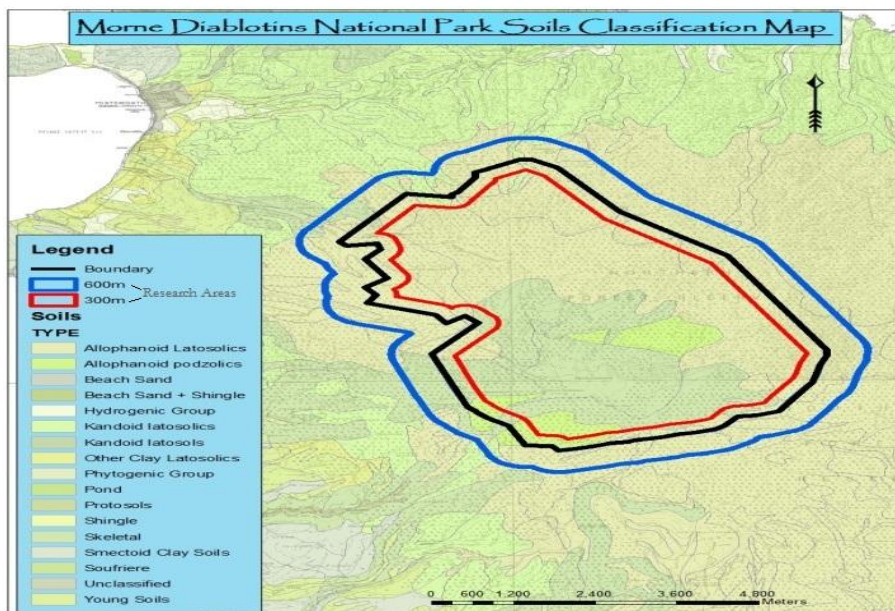 Morne Diablotins National Park Soils Classification Map
PORTSMOUTH
Legend
Boundary
600m
300m
Research Areas
Soils
TYPE
Allophanoid Latosolics
Allophanoid podzolics
Beach Sand
Beach Sand + Shingle
Hydrogenic Group
Kandoid latosolics
Kandoid latosols
Other Clay Latosolics
Phytogenic Group
Pond
Protosols
Shingle
Skeletal
Smectoid Clay Soils
Soufriere
Unclassified
Young Soils
0 600 1,200 2,400 3,600 4,800
Meters